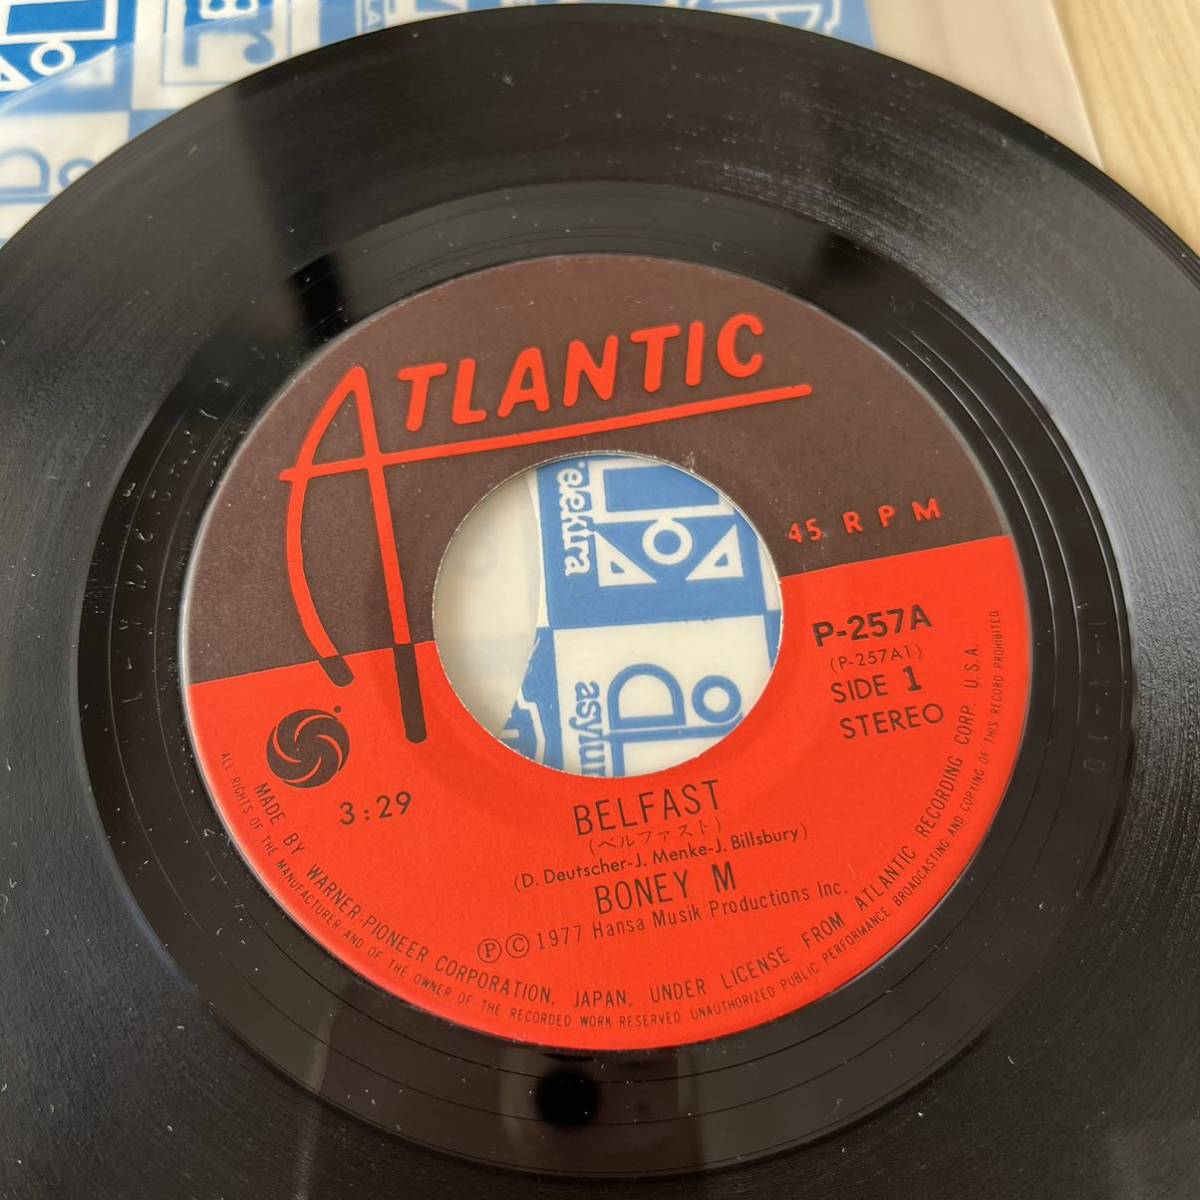 ATLANTIC
45 RPM
P-257A
(P-257A1)
SIDE 1
STEREO
3:29
BELFAST
(ベルファスト)
(D. Deutscher-J. Menke-J. Billsbury)
BONEY M
Ⓟ © 1977 Hansa Musik Productions Inc.
MADE BY WARNER-PIONEER CORPORATION, JAPAN, UNDER LICENSE FROM ATLANTIC RECORDING CORP. U.S.A.
ALL RIGHTS OF THE MANUFACTURER AND OF THE OWNER OF THE RECORDED WORK RESERVED UNAUTHORIZED PUBLIC PERFORMANCE, BROADCASTING AND COPYING OF THIS RECORD PROHIBITED
elektra